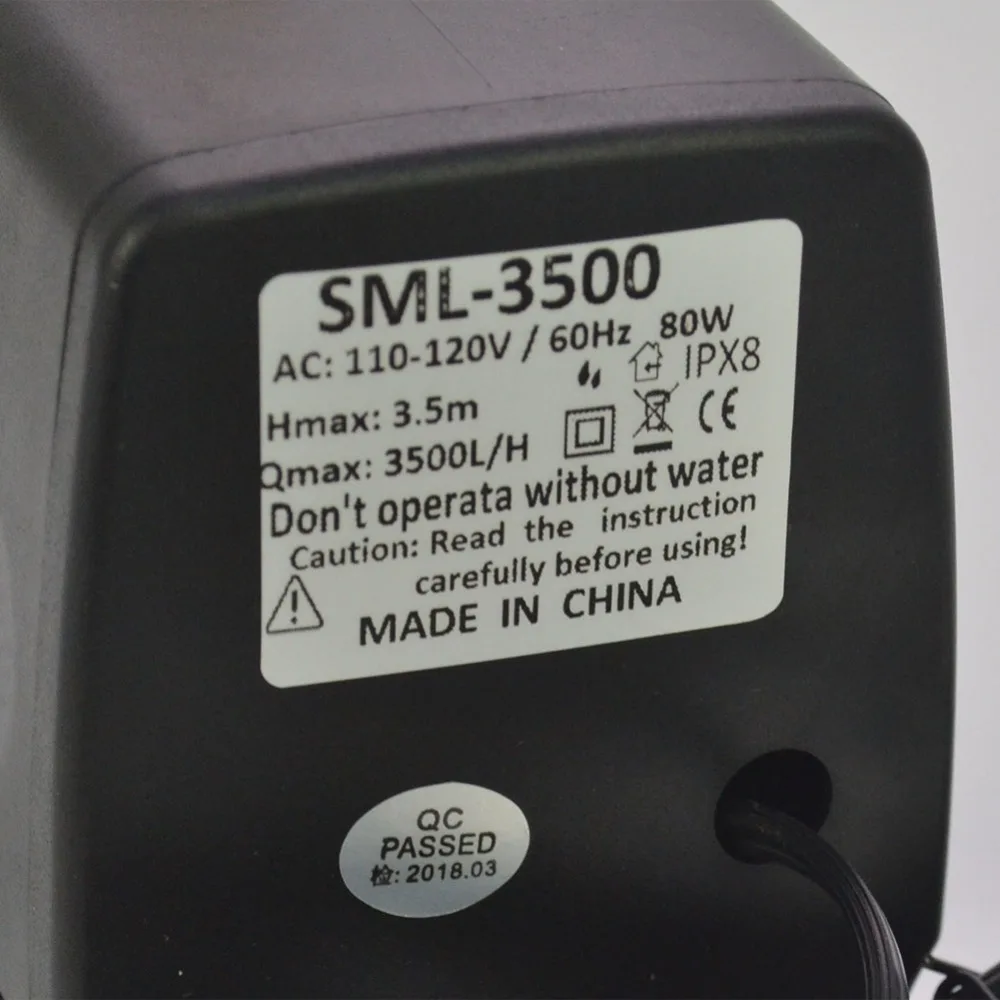 SML-3500
AC: 110-120V / 60Hz 80W
IPX8
Hmax: 3.5m
CE
Qmax: 3500L/H
Don't operata without water
Caution: Read the instruction
carefully before using!
MADE IN CHINA
QC
PASSED
检: 2018.03